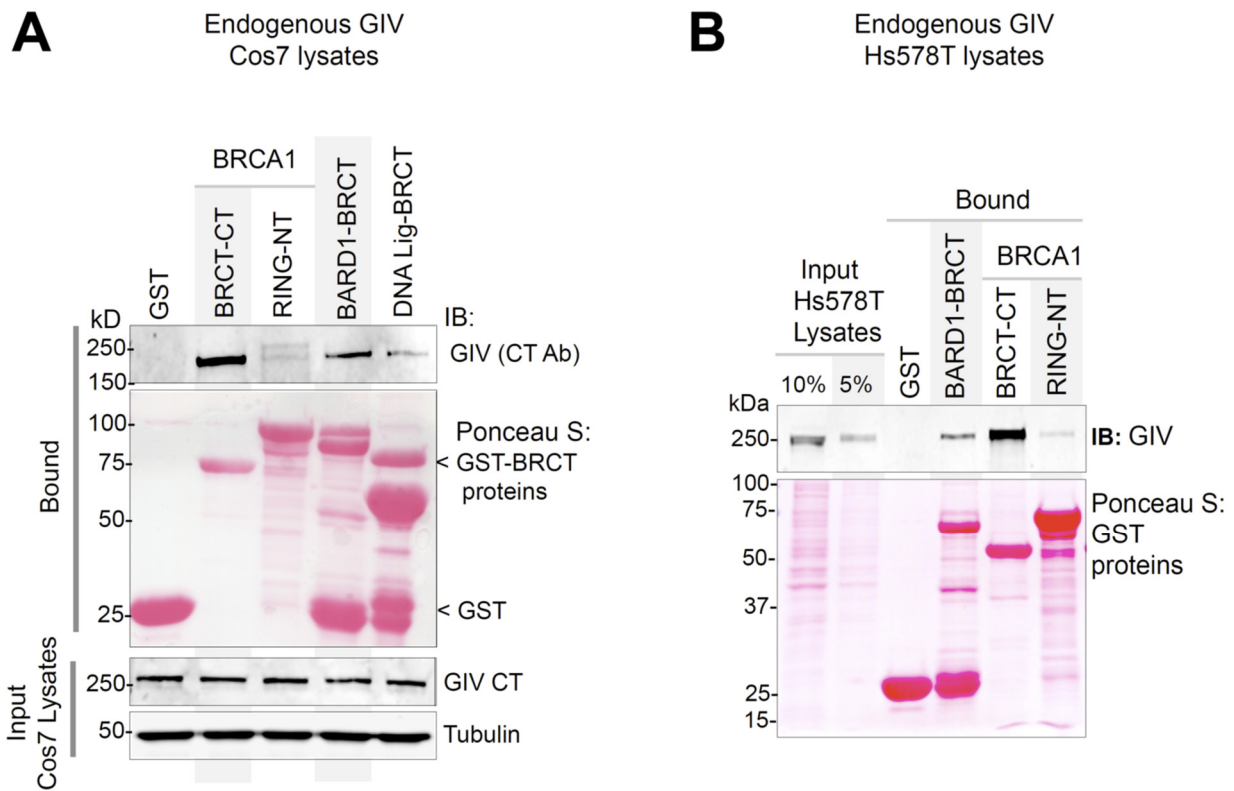 A
Endogenous GIV
Cos7 lysates
BRCA1
GST
BRCT-CT
RING-NT
BARD1-BRCT
DNA Lig-BRCT
kD
IB:
250-
GIV (CT Ab)
150-
Bound
100-
Ponceau S:
75-
< GST-BRCT
proteins
50-
25-
< GST
Input
Cos7 Lysates
250-
GIV CT
50-
Tubulin
B
Endogenous GIV
Hs578T lysates
Bound
Input
Hs578T
Lysates
BRCA1
10%
5%
GST
BARD1-BRCT
BRCT-CT
RING-NT
kDa
250-
IB: GIV
100-
75-
Ponceau S:
GST
proteins
50-
37-
25-
15-